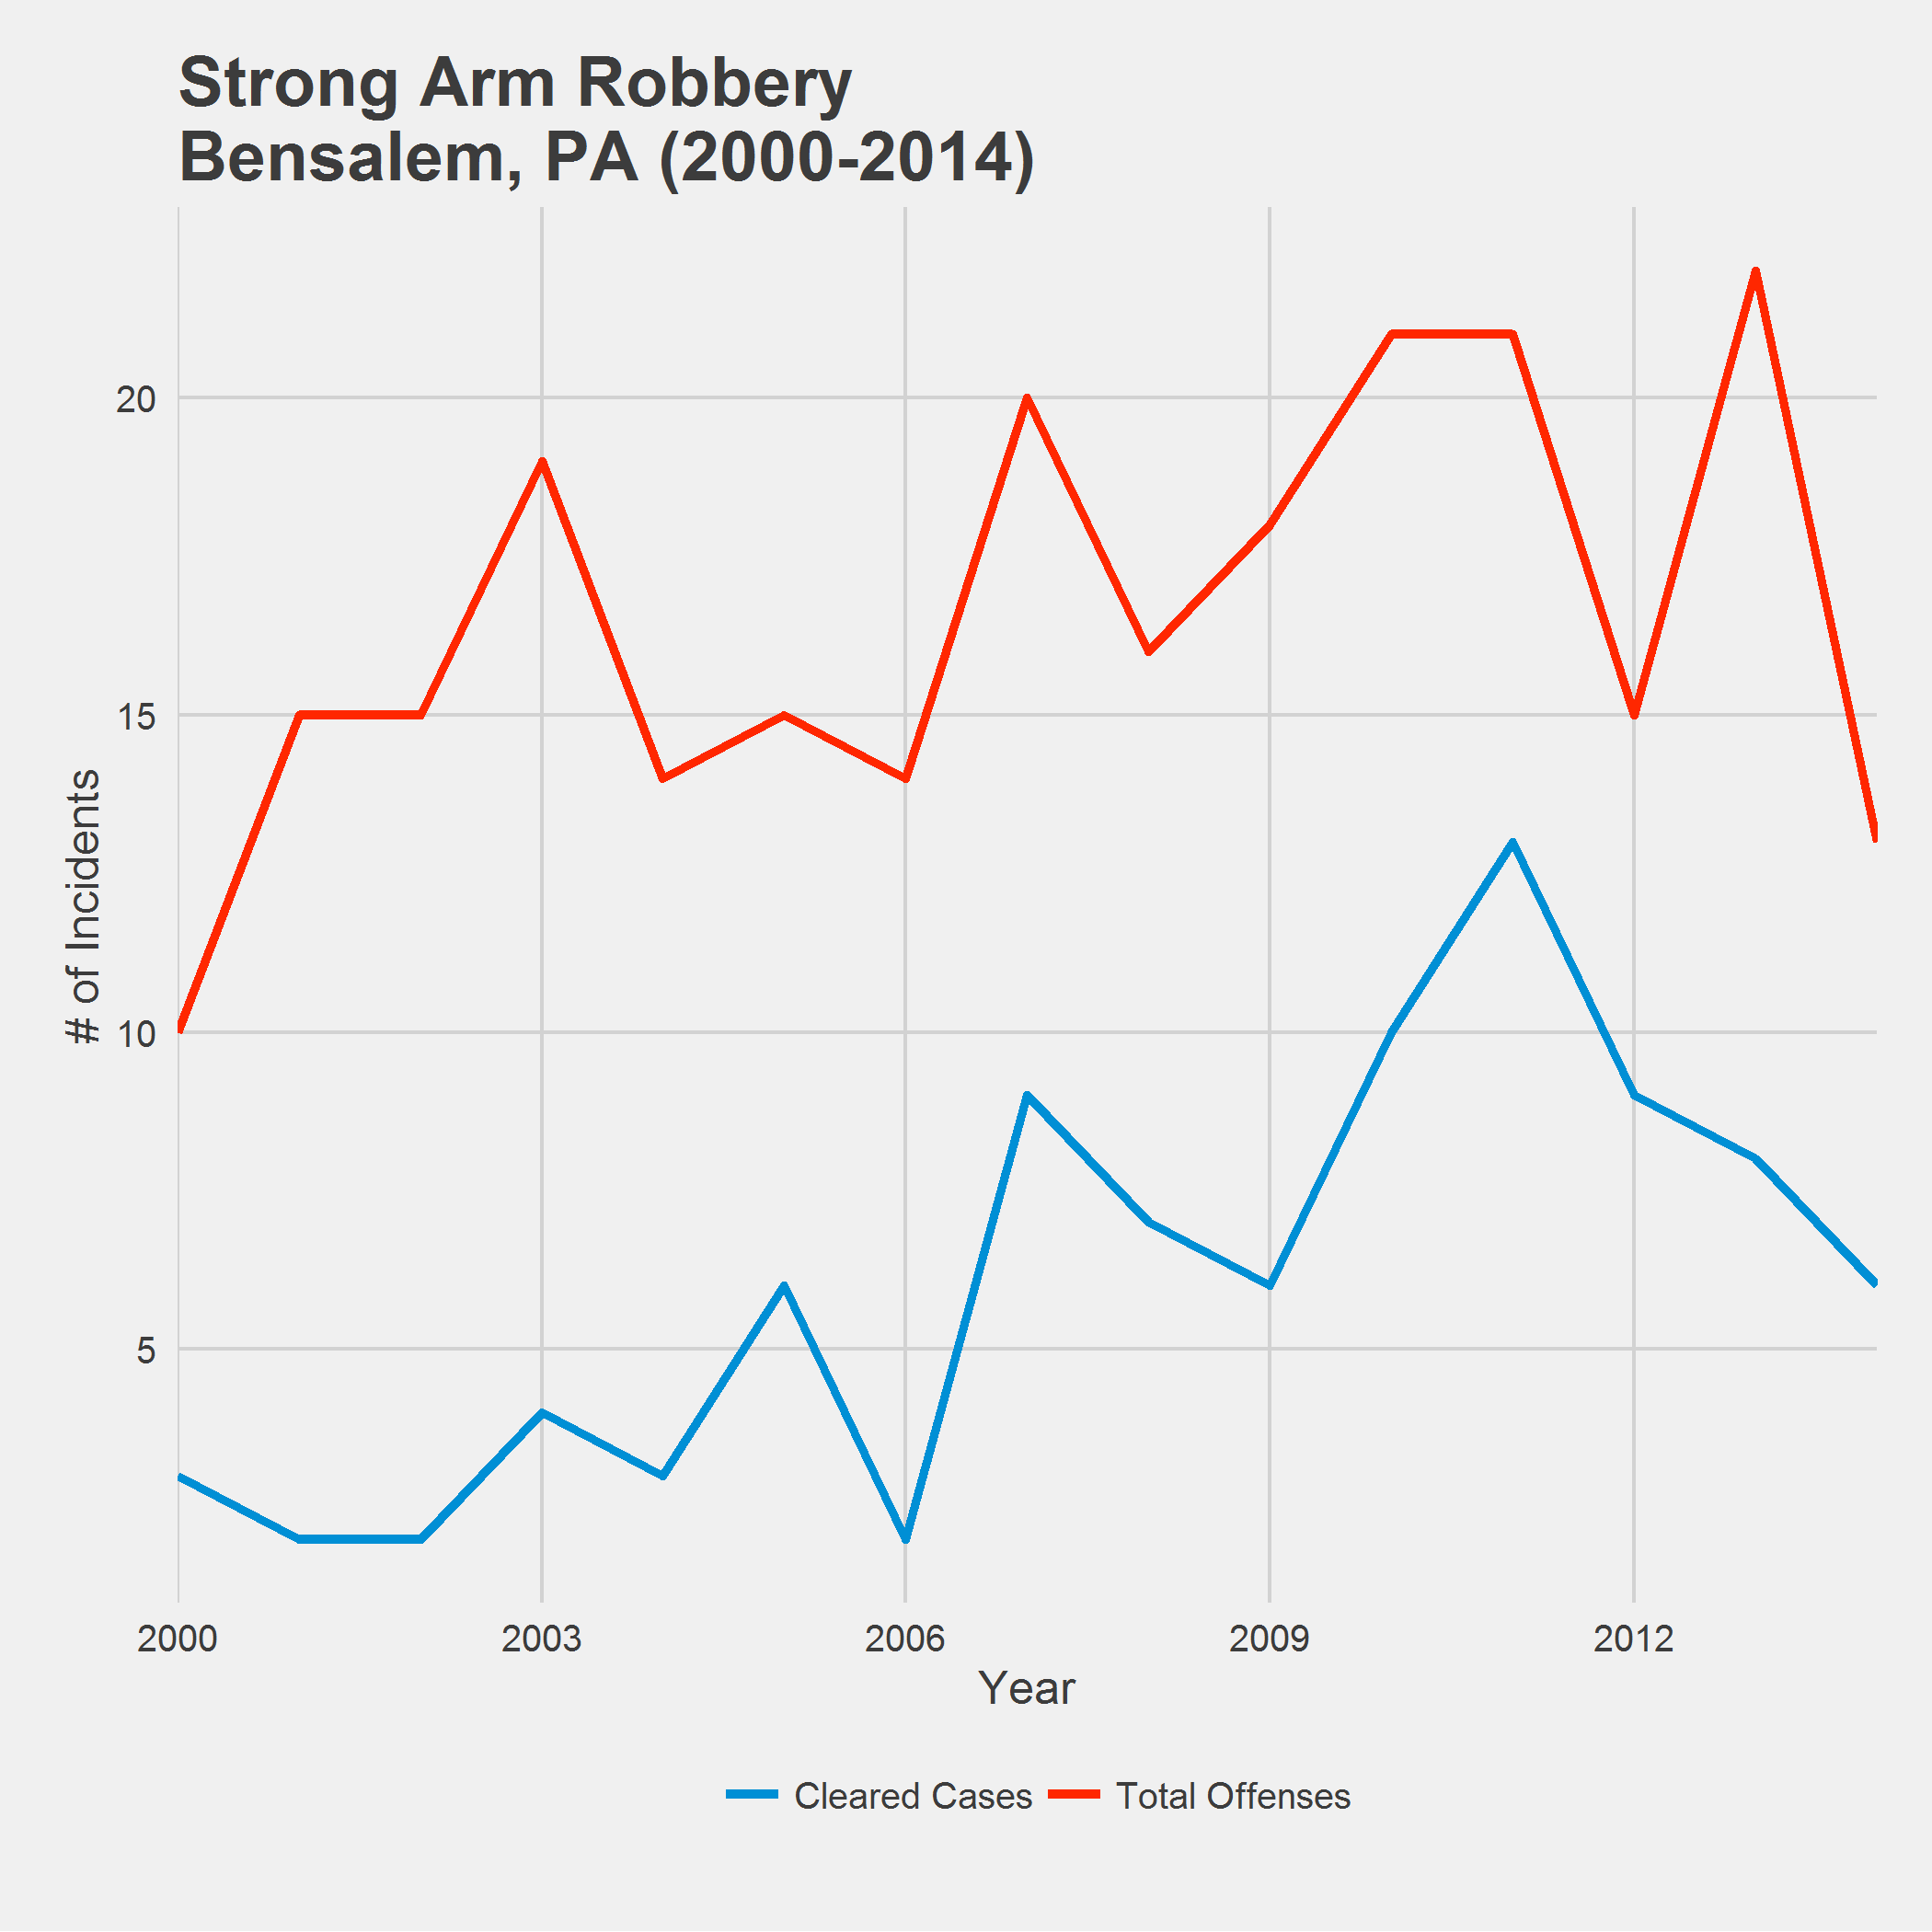 Strong Arm Robbery
Bensalem, PA (2000-2014)
# of Incidents
20
15
10
5
2000 2003 2006 2009 2012
Year
Cleared Cases Total Offenses